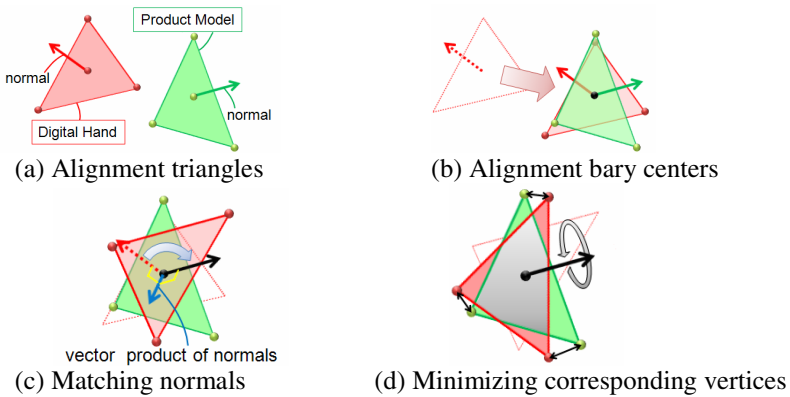 Product Model
normal
normal
Digital Hand
(a) Alignment triangles
(b) Alignment bary centers
vector product of normals
(c) Matching normals
(d) Minimizing corresponding vertices